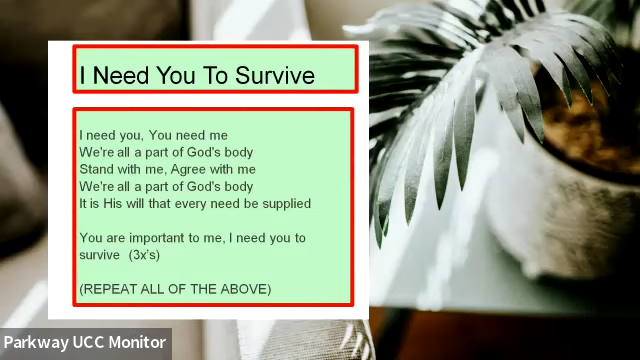 I Need You To Survive
I need you, You need me
We're all a part of God's body
Stand with me, Agree with me
We're all a part of God's body
It is His will that every need be supplied
You are important to me, I need you to
survive (3x's)
(REPEAT ALL OF THE ABOVE)
Parkway UCC Monitor